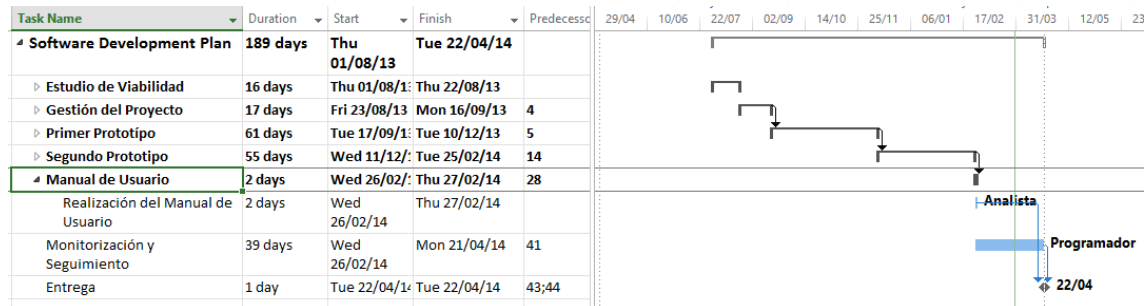 Task Name Duration Start Finish Predecesso 29/04 10/06 22/07 02/09 14/10 25/11 06/01 17/02 31/03 12/05 23
Software Development Plan 189 days Thu 01/08/13 Tue 22/04/14
Estudio de Viabilidad 16 days Thu 01/08/1 Thu 22/08/13
Gestión del Proyecto 17 days Fri 23/08/13 Mon 16/09/13 4
Primer Prototípo 61 days Tue 17/09/1 Tue 10/12/13 5
Segundo Prototipo 55 days Wed 11/12/ Tue 25/02/14 14
Manual de Usuario 2 days Wed 26/02/ Thu 27/02/14 28
Realización del Manual de Usuario 2 days Wed 26/02/14 Thu 27/02/14 Analista
Monitorización y Seguimiento 39 days Wed 26/02/14 Mon 21/04/14 41 Programador
Entrega 1 day Tue 22/04/14 Tue 22/04/14 43;44 22/04